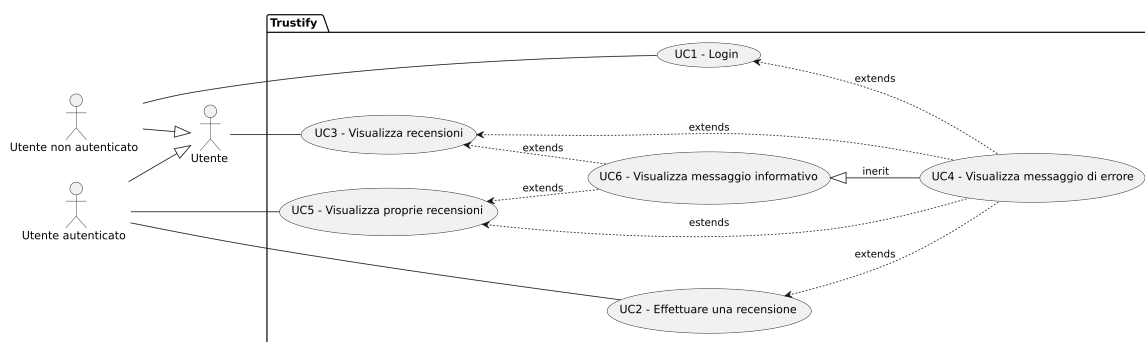 Trustify
UC1 - Login
extends
Utente non autenticato
Utente
UC3 - Visualizza recensioni
extends
extends
UC6 - Visualizza messaggio informativo
inerit
UC4 - Visualizza messaggio di errore
extends
Utente autenticato
UC5 - Visualizza proprie recensioni
estends
extends
UC2 - Effettuare una recensione